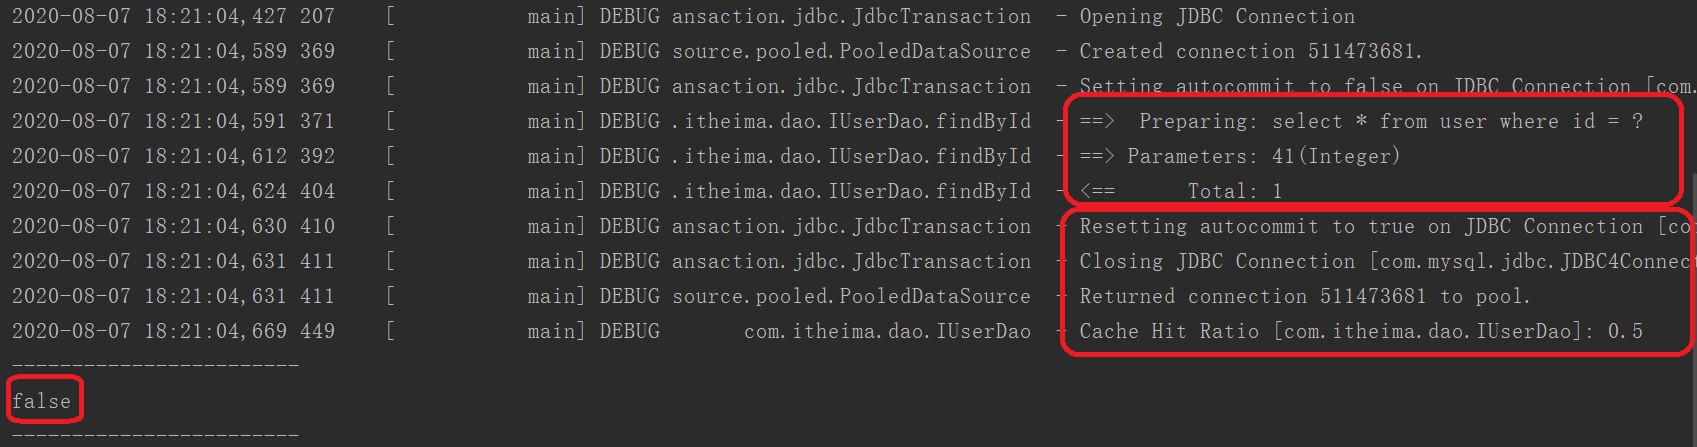 2020-08-07 18:21:04,427 207    [           main] DEBUG ansaction.jdbc.JdbcTransaction  - Opening JDBC Connection
2020-08-07 18:21:04,589 369    [           main] DEBUG source.pooled.PooledDataSource  - Created connection 511473681.
2020-08-07 18:21:04,589 369    [           main] DEBUG ansaction.jdbc.JdbcTransaction  - Setting autocommit to false on JDBC Connection [com.
2020-08-07 18:21:04,591 371    [           main] DEBUG .itheima.dao.IUserDao.findById  - ==>  Preparing: select * from user where id = ?
2020-08-07 18:21:04,612 392    [           main] DEBUG .itheima.dao.IUserDao.findById  - ==> Parameters: 41(Integer)
2020-08-07 18:21:04,624 404    [           main] DEBUG .itheima.dao.IUserDao.findById  - <==      Total: 1
2020-08-07 18:21:04,630 410    [           main] DEBUG ansaction.jdbc.JdbcTransaction  - Resetting autocommit to true on JDBC Connection [co
2020-08-07 18:21:04,631 411    [           main] DEBUG ansaction.jdbc.JdbcTransaction  - Closing JDBC Connection [com.mysql.jdbc.JDBC4Connect
2020-08-07 18:21:04,631 411    [           main] DEBUG source.pooled.PooledDataSource  - Returned connection 511473681 to pool.
2020-08-07 18:21:04,669 449    [           main] DEBUG       com.itheima.dao.IUserDao  - Cache Hit Ratio [com.itheima.dao.IUserDao]: 0.5
------------------------
false
------------------------